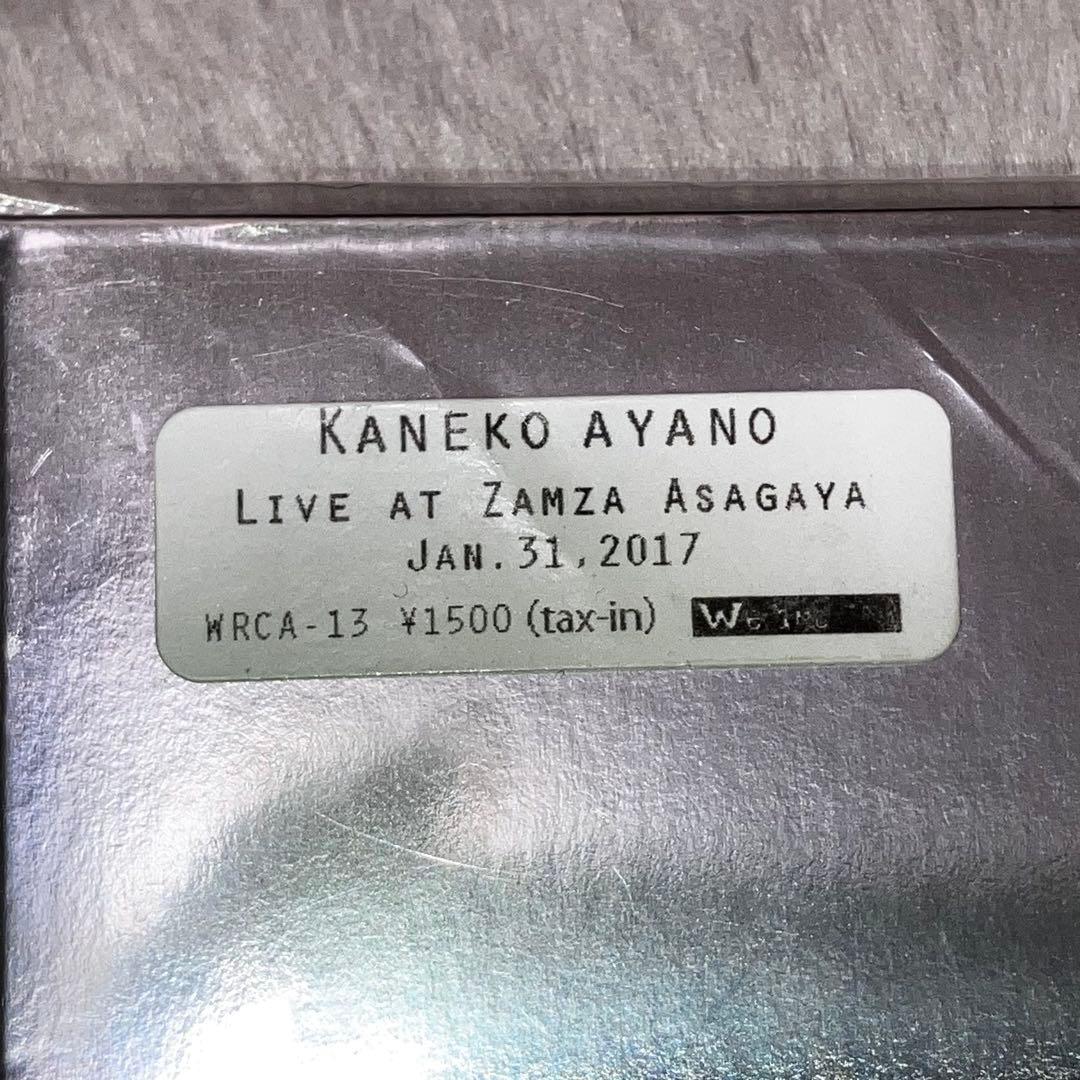 KANEKO AYANO
LIVE AT ZAMZA ASAGAYA
JAN.31,2017
WRCA-13 ¥1500 (tax-in)